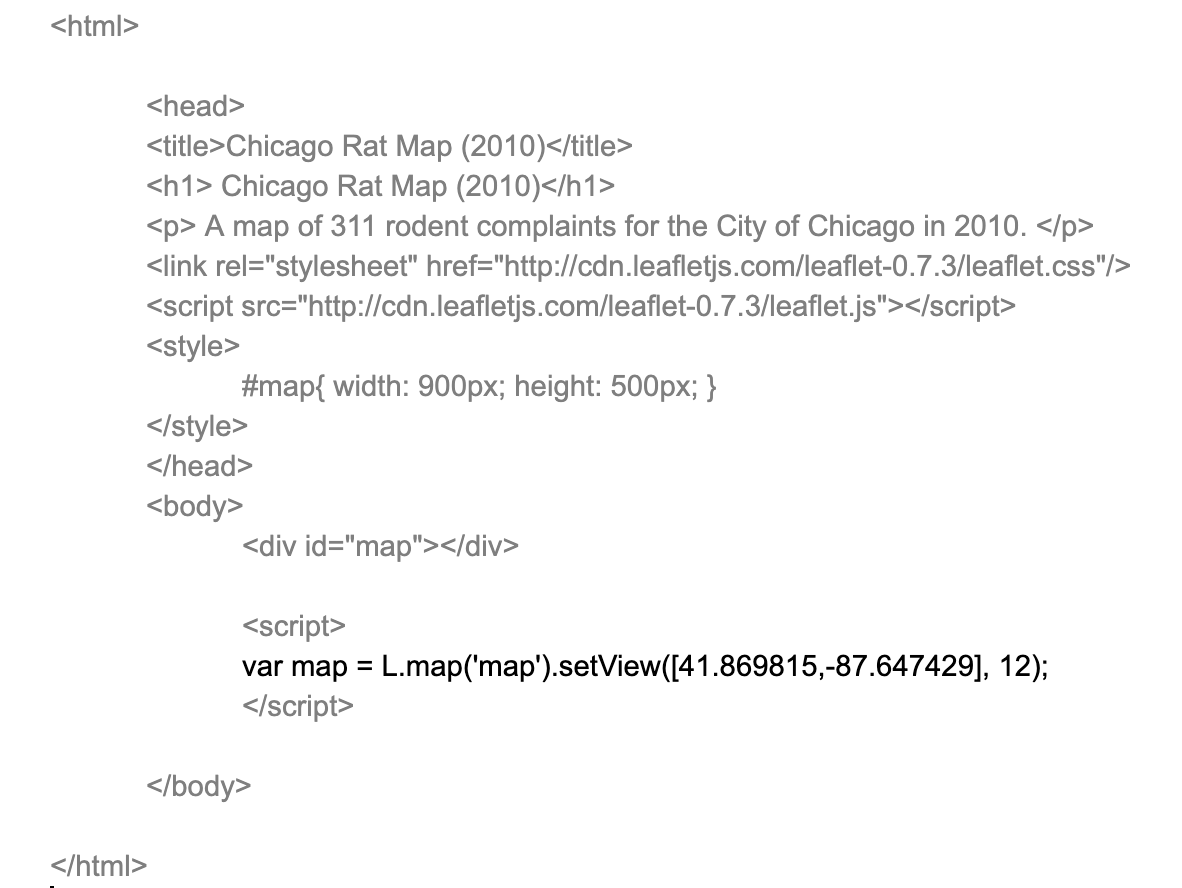 <html>
<head>
<title>Chicago Rat Map (2010)</title>
<h1> Chicago Rat Map (2010)</h1>
<p> A map of 311 rodent complaints for the City of Chicago in 2010. </p>
<link rel="stylesheet" href="http://cdn.leafletjs.com/leaflet-0.7.3/leaflet.css"/>
<script src="http://cdn.leafletjs.com/leaflet-0.7.3/leaflet.js"></script>
<style>
#map{ width: 900px; height: 500px; }
</style>
</head>
<body>
<div id="map"></div>
<script>
var map = L.map('map').setView([41.869815,-87.647429], 12);
</script>
</body>
</html>